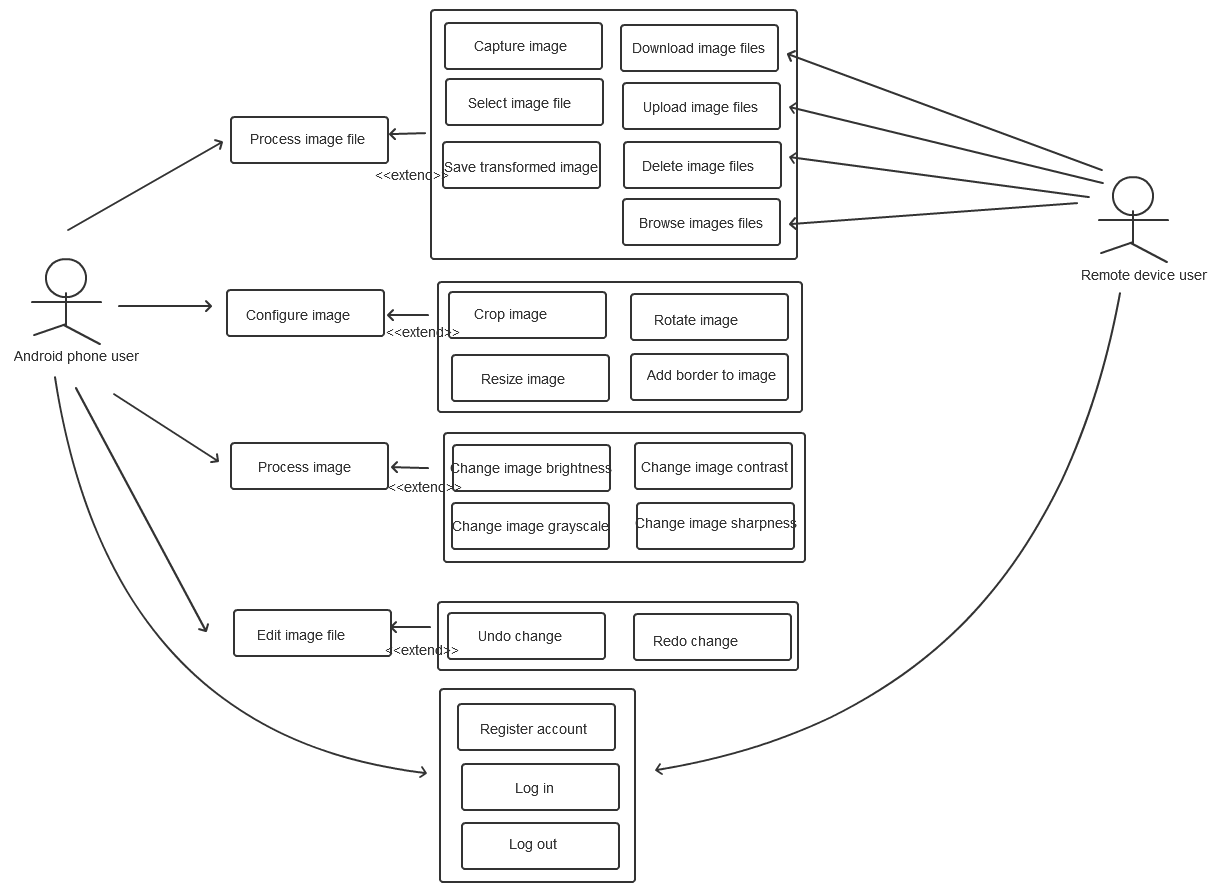 Capture image
Download image files
Select image file
Upload image files
Process image file
Save transformed image
Delete image files
<<extend>>
Browse images files
Remote device user
Android phone user
Configure image
Crop image
Rotate image
<<extend>>
Resize image
Add border to image
Process image
Change image brightness
Change image contrast
<<extend>>
Change image grayscale
Change image sharpness
Edit image file
Undo change
Redo change
<<extend>>
Register account
Log in
Log out